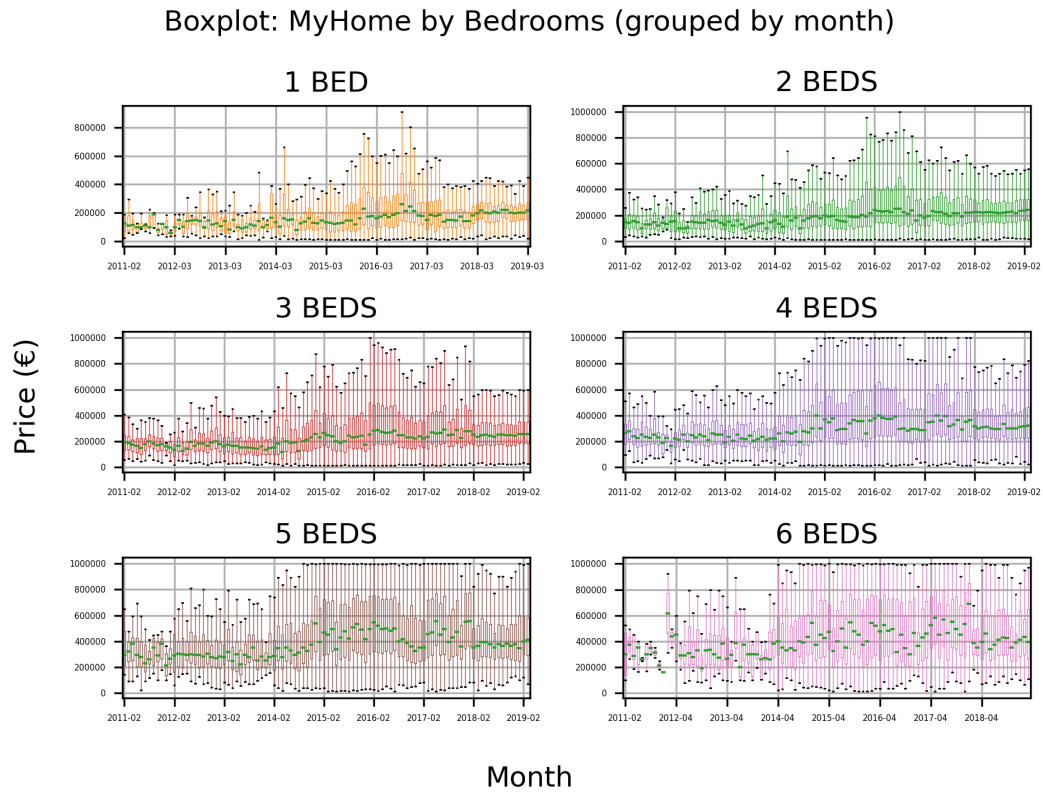 Boxplot: MyHome by Bedrooms (grouped by month)
1 BED
2 BEDS
800000
600000
400000
200000
0
2011-02 2012-03 2013-03 2014-03 2015-03 2016-03 2017-03 2018-03 2019-03
1000000
800000
600000
400000
200000
0
2011-02 2012-02 2013-02 2014-02 2015-02 2016-02 2017-02 2018-02 2019-02
3 BEDS
4 BEDS
Price (€)
1000000
800000
600000
400000
200000
0
2011-02 2012-02 2013-02 2014-02 2015-02 2016-02 2017-02 2018-02 2019-02
1000000
800000
600000
400000
200000
0
2011-02 2012-02 2013-02 2014-02 2015-02 2016-02 2017-02 2018-02 2019-02
5 BEDS
6 BEDS
1000000
800000
600000
400000
200000
0
2011-02 2012-02 2013-02 2014-02 2015-02 2016-02 2017-02 2018-02 2019-02
1000000
800000
600000
400000
200000
0
2011-02 2012-04 2013-04 2014-04 2015-04 2016-04 2017-04 2018-04
Month